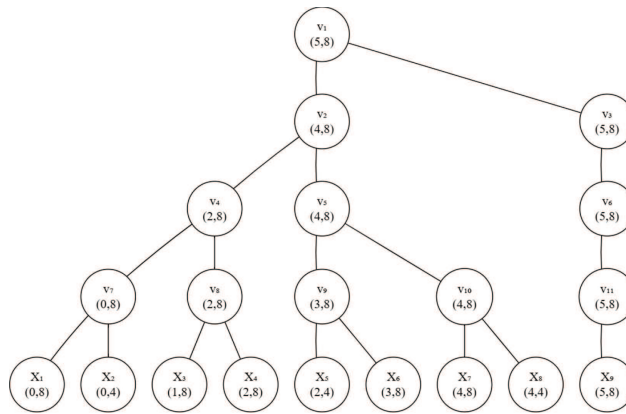 v₁
(5,8)
v₂
(4,8)
v₃
(5,8)
v₄
(2,8)
v₅
(4,8)
v₆
(5,8)
v₇
(0,8)
v₈
(2,8)
v₉
(3,8)
v₁₀
(4,8)
v₁₁
(5,8)
X₁
(0,8)
X₂
(0,4)
X₃
(1,8)
X₄
(2,8)
X₅
(2,4)
X₆
(3,8)
X₇
(4,8)
X₈
(4,4)
X₉
(5,8)